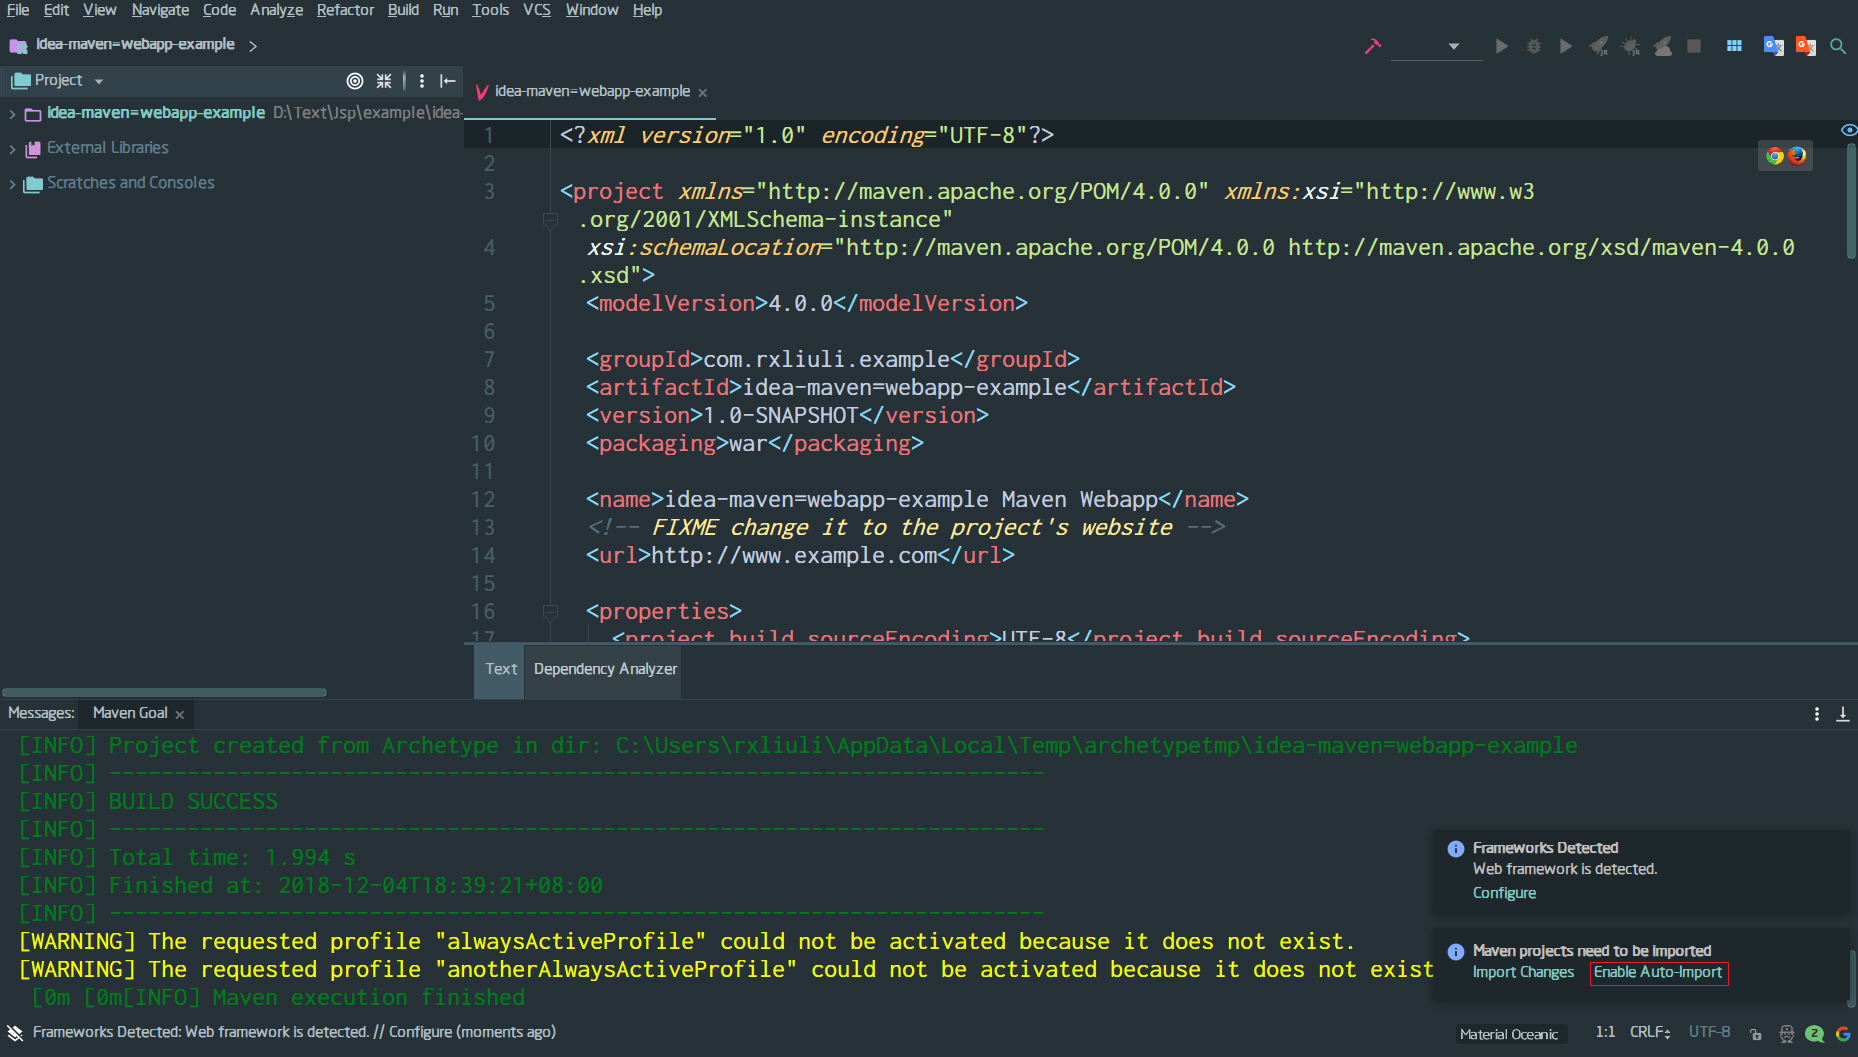 File Edit View Navigate Code Analyze Refactor Build Run Tools VCS Window Help
idea-maven=webapp-example
Project
idea-maven=webapp-example D:\Text\Jsp\example\idea-
External Libraries
Scratches and Consoles
idea-maven=webapp-example
1 <?xml version="1.0" encoding="UTF-8"?>
2
3 <project xmlns="http://maven.apache.org/POM/4.0.0" xmlns:xsi="http://www.w3
.org/2001/XMLSchema-instance"
4 xsi:schemaLocation="http://maven.apache.org/POM/4.0.0 http://maven.apache.org/xsd/maven-4.0.0
.xsd">
5 <modelVersion>4.0.0</modelVersion>
6
7 <groupId>com.rxliuli.example</groupId>
8 <artifactId>idea-maven=webapp-example</artifactId>
9 <version>1.0-SNAPSHOT</version>
10 <packaging>war</packaging>
11
12 <name>idea-maven=webapp-example Maven Webapp</name>
13 <!-- FIXME change it to the project's website -->
14 <url>http://www.example.com</url>
15
16 <properties>
17 <project.build.sourceEncoding>UTF-8</project.build.sourceEncoding>
Text Dependency Analyzer
Messages: Maven Goal
[INFO] Project created from Archetype in dir: C:\Users\rxliuli\AppData\Local\Temp\archetypetmp\idea-maven=webapp-example
[INFO] ------------------------------------------------------------------------
[INFO] BUILD SUCCESS
[INFO] ------------------------------------------------------------------------
[INFO] Total time: 1.994 s
[INFO] Finished at: 2018-12-04T18:39:21+08:00
[INFO] ------------------------------------------------------------------------
[WARNING] The requested profile "alwaysActiveProfile" could not be activated because it does not exist.
[WARNING] The requested profile "anotherAlwaysActiveProfile" could not be activated because it does not exist
[0m [0m[INFO] Maven execution finished
Frameworks Detected
Web framework is detected.
Configure
Maven projects need to be imported
Import Changes Enable Auto-Import
Frameworks Detected: Web framework is detected. // Configure (moments ago)
Material Oceanic 1:1 CRLF UTF-8 2